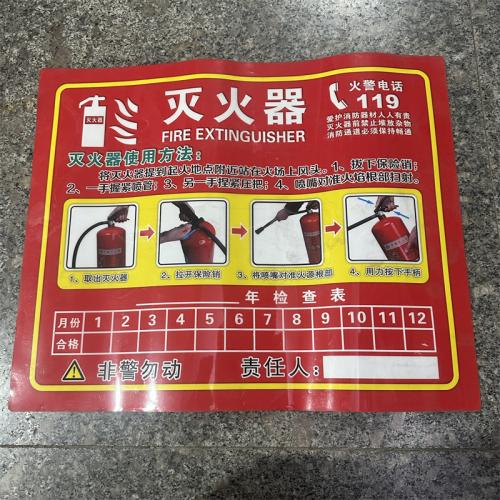 灭火器
灭火器
FIRE EXTINGUISHER
火警电话
119
爱护消防器材人人有责
灭火器前禁止堆放杂物
消防通道必须保持畅通
灭火器使用方法：
将灭火器提到起火地点附近站在火场上风头。1、拔下保险销；
2、一手握紧喷管；3、另一手捏紧压把；4、喷嘴对准火焰根部扫射。
1、取出灭火器
2、拉开保险销
3、将喷嘴对准火源根部
4、用力按下手柄
年检查表
月份 1 2 3 4 5 6 7 8 9 10 11 12
合格
非警勿动 责任人：